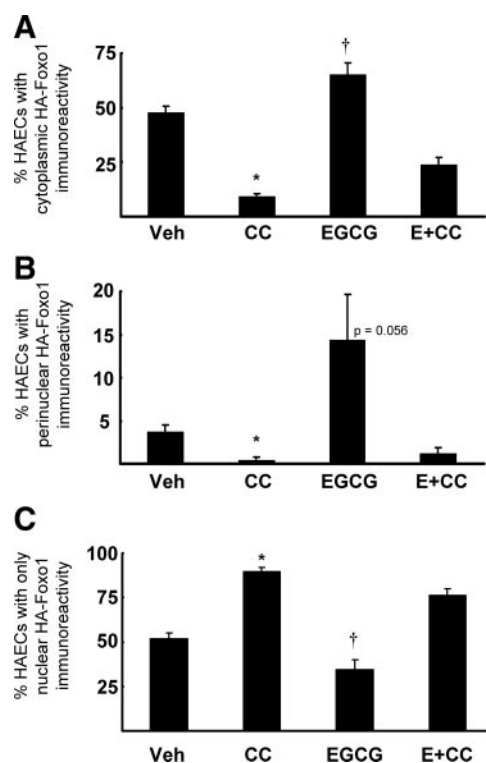 A
% HAECs with
cytoplasmic HA-Foxo1
immunoreactivity
75
50
25
*
†
Veh CC EGCG E+CC
B
% HAECs with
perinuclear HA-Foxo1
immunoreactivity
20
15
10
5
*
p = 0.056
Veh CC EGCG E+CC
C
% HAECs with only
nuclear HA-Foxo1
immunoreactivity
100
75
50
25
*
†
Veh CC EGCG E+CC